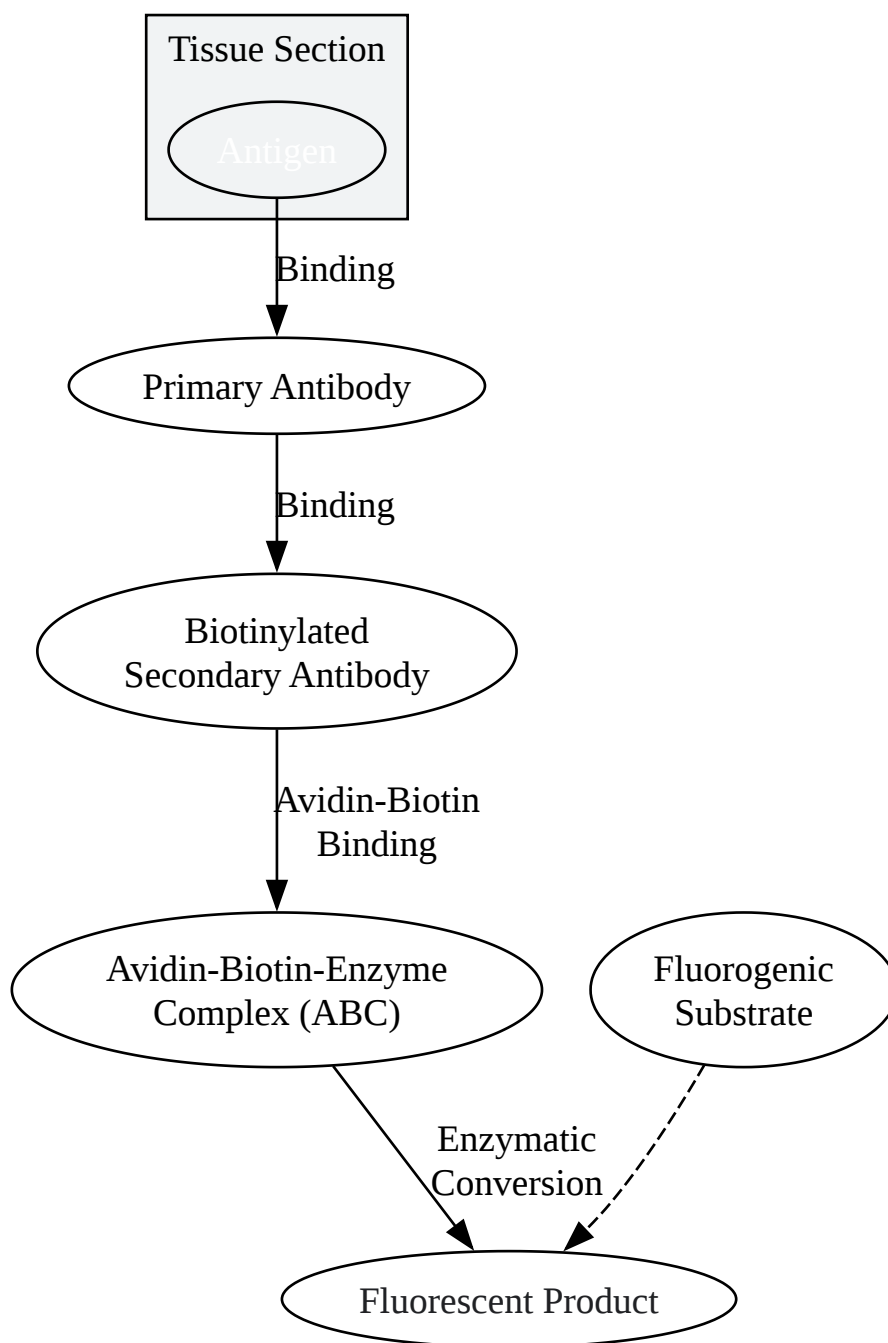 Tissue Section
Antigen
Binding
Primary Antibody
Binding
Biotinylated
Secondary Antibody
Avidin-Biotin
Binding
Avidin-Biotin-Enzyme
Complex (ABC)
Fluorogenic
Substrate
Enzymatic
Conversion
Fluorescent Product